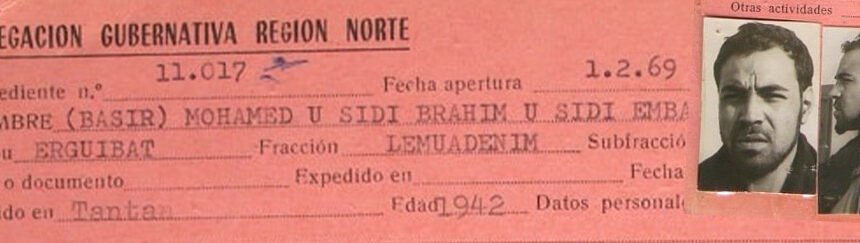 Otras actividades
EGACION GUBERNATIVA REGION NORTE
ediente n.º 11.017 Fecha apertura 1.2.69
MBRE (BASIR) MOHAMED U SIDI BRAHIM U SIDI EMBA
u ERGUIBAT Fracción LEMUADENIM Subfracció
o documento Expedido en Fecha
ido en Tantan Edad 1942 Datos personal